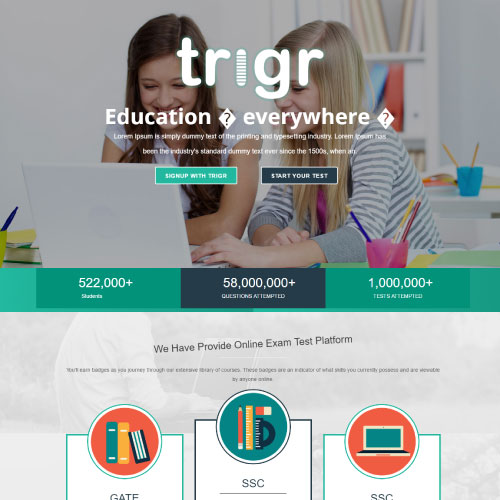 trigr
Education � everywhere �
Lorem Ipsum is simply dummy text of the printing and typesetting industry. Lorem Ipsum has
been the industry's standard dummy text ever since the 1500s, when an
SIGNUP WITH TRIGR
START YOUR TEST
522,000+
Students
58,000,000+
QUESTIONS ATTEMPTED
1,000,000+
TESTS ATTEMPTED
We Have Provide Online Exam Test Platform
You'll earn badges as you journey through our extensive library of courses. These badges are an indicator of what skills you currently possess and are viewable
by anyone online.
GATE
SSC
SSC